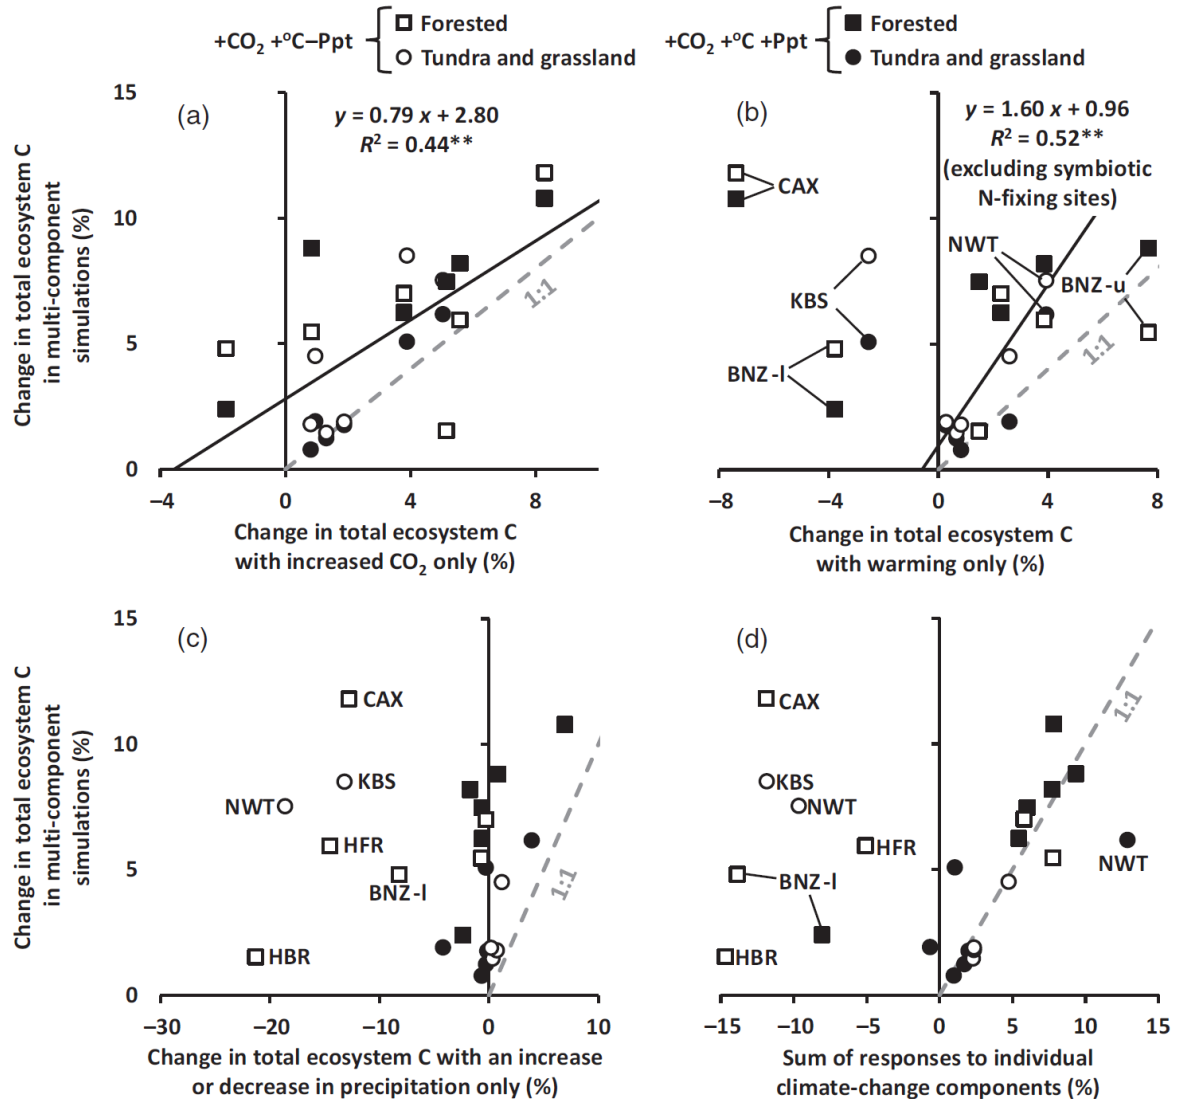 +CO2 +ºC–Ppt
Forested
Tundra and grassland
+CO2 +ºC +Ppt
Forested
Tundra and grassland
(a)
y = 0.79 x + 2.80
R2 = 0.44**
1:1
15
10
5
0
–4
0
4
8
Change in total ecosystem C
in multi-component
simulations (%)
Change in total ecosystem C
with increased CO2 only (%)
(b)
y = 1.60 x + 0.96
R2 = 0.52**
(excluding symbiotic
N-fixing sites)
CAX
NWT
BNZ-u
KBS
BNZ-l
1:1
–8
–4
0
4
8
Change in total ecosystem C
with warming only (%)
(c)
CAX
KBS
NWT
HFR
BNZ-l
HBR
1:1
15
10
5
0
–30
–20
–10
0
10
Change in total ecosystem C
in multi-component
simulations (%)
Change in total ecosystem C with an increase
or decrease in precipitation only (%)
(d)
1:1
CAX
KBS
NWT
HFR
NWT
BNZ-l
HBR
–15
–10
–5
0
5
10
15
Sum of responses to individual
climate-change components (%)